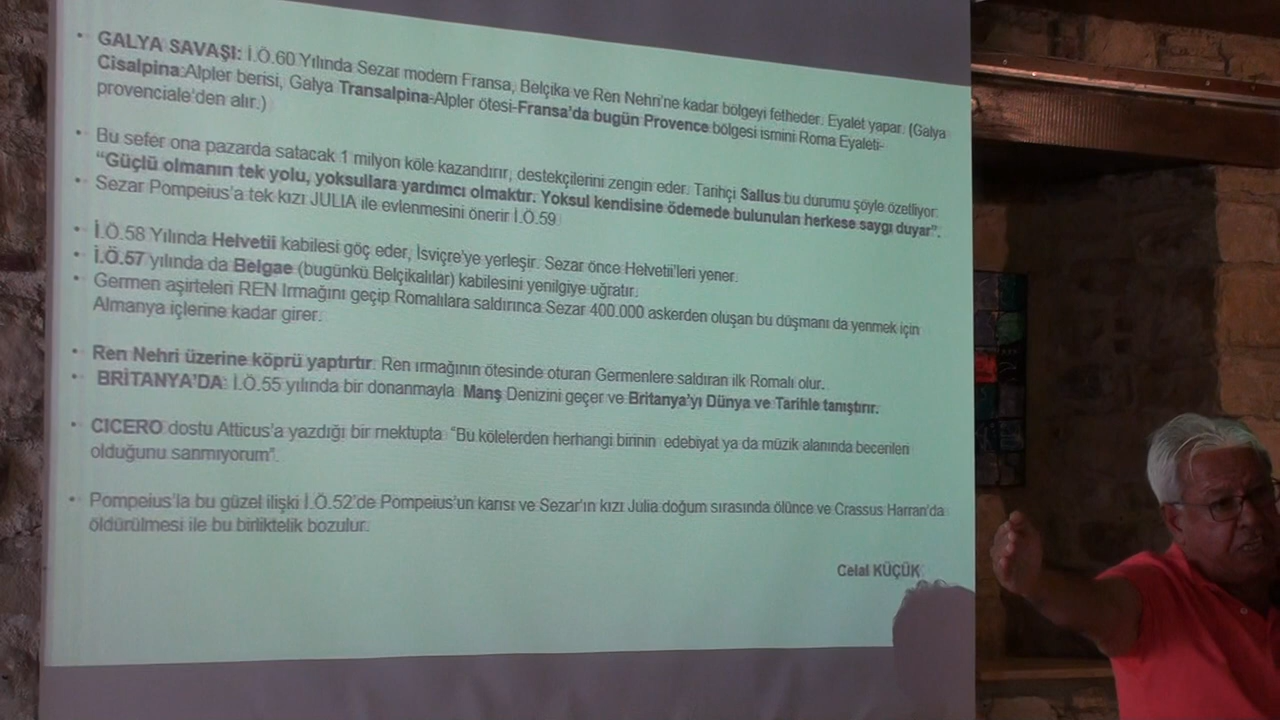 • GALYA SAVAŞI: İ.Ö.60 Yılında Sezar modern Fransa, Belçika ve Ren Nehri'ne kadar bölgeyi fetheder. Eyalet yapar. (Galya
Cisalpina:Alpler berisi, Galya Transalpina-Alpler ötesi-Fransa'da bugün Provence bölgesi ismini Roma Eyaleti-
provenciale'den alır.)
• Bu sefer ona pazarda satacak 1 milyon köle kazandırır, destekçilerini zengin eder. Tarihçi Sallus bu durumu şöyle özetliyor:
“Güçlü olmanın tek yolu, yoksullara yardımcı olmaktır. Yoksul kendisine ödemede bulunulan herkese saygı duyar”.
• Sezar Pompeius'a tek kızı JULIA ile evlenmesini önerir İ.Ö.59
• İ.Ö.58 Yılında Helvetii kabilesi göç eder, İsviçre'ye yerleşir. Sezar önce Helvetii'leri yener.
• İ.Ö.57 yılında da Belgae (bugünkü Belçikalılar) kabilesini yenilgiye uğratır.
• Germen aşirteleri REN Irmağını geçip Romalılara saldırınca Sezar 400.000 askerden oluşan bu düşmanı da yenmek için
Almanya içlerine kadar girer.
• Ren Nehri üzerine köprü yaptırtır. Ren ırmağının ötesinde oturan Germenlere saldıran ilk Romalı olur.
• BRİTANYA'DA: İ.Ö.55 yılında bir donanmayla Manş Denizini geçer ve Britanya'yı Dünya ve Tarihle tanıştırır.
• CICERO dostu Atticus'a yazdığı bir mektupta “Bu kölelerden herhangi birinin edebiyat ya da müzik alanında becerileri
olduğunu sanmıyorum”.
• Pompeius'la bu güzel ilişki İ.Ö.52'de Pompeius'un karısı ve Sezar'ın kızı Julia doğum sırasında ölünce ve Crassus Harran'da
öldürülmesi ile bu birliktelik bozulur.
Celal KÜÇÜK